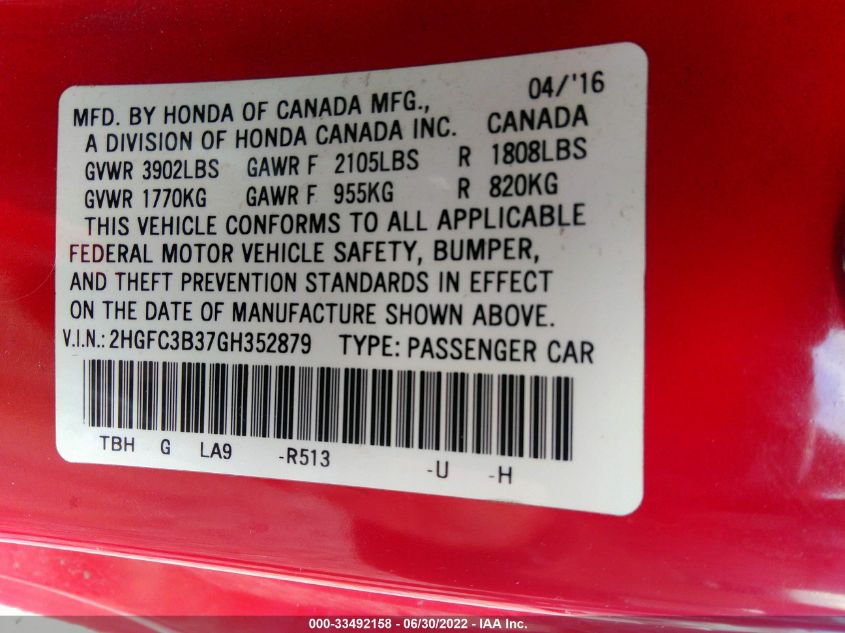 04/'16
MFD. BY HONDA OF CANADA MFG.,
A DIVISION OF HONDA CANADA INC. CANADA
GVWR 3902LBS GAWR F 2105LBS R 1808LBS
GVWR 1770KG GAWR F 955KG R 820KG
THIS VEHICLE CONFORMS TO ALL APPLICABLE
FEDERAL MOTOR VEHICLE SAFETY, BUMPER,
AND THEFT PREVENTION STANDARDS IN EFFECT
ON THE DATE OF MANUFACTURE SHOWN ABOVE.
V.I.N.: 2HGFC3B37GH352879 TYPE: PASSENGER CAR
TBH G LA9 -R513 -U -H
000-33492158 - 06/30/2022 - IAA Inc.